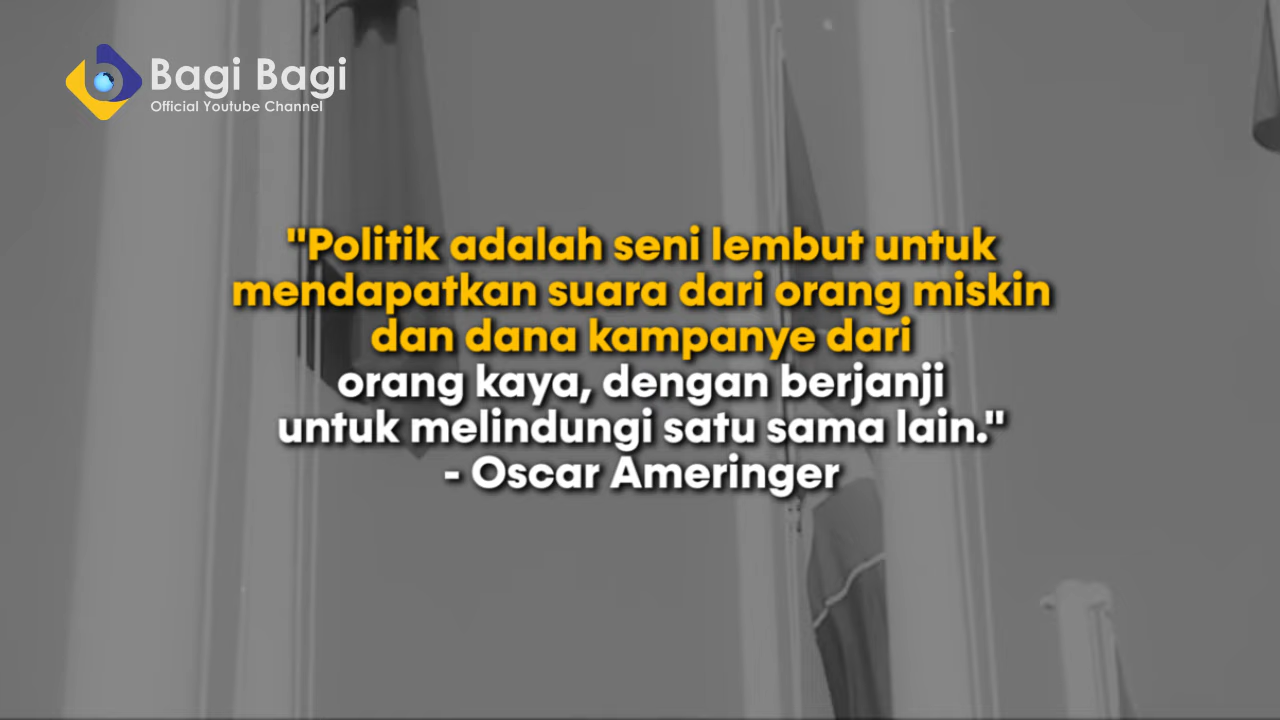 Bagi Bagi
Official Youtube Channel
"Politik adalah seni lembut untuk
mendapatkan suara dari orang miskin
dan dana kampanye dari
orang kaya, dengan berjanji
untuk melindungi satu sama lain."
- Oscar Ameringer